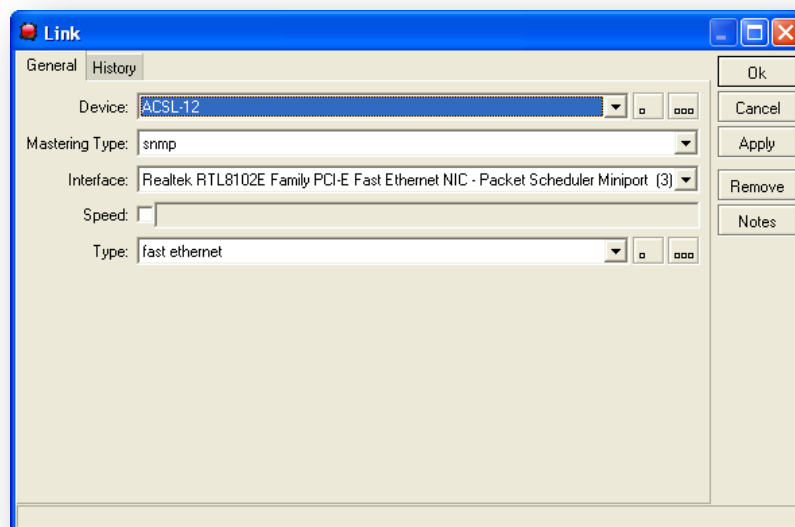 Link
General History
Ok
Device: ACSL-12
Cancel
Mastering Type: snmp
Apply
Interface: Realtek RTL8102E Family PCI-E Fast Ethernet NIC - Packet Scheduler Miniport (3)
Remove
Speed:
Notes
Type: fast ethernet